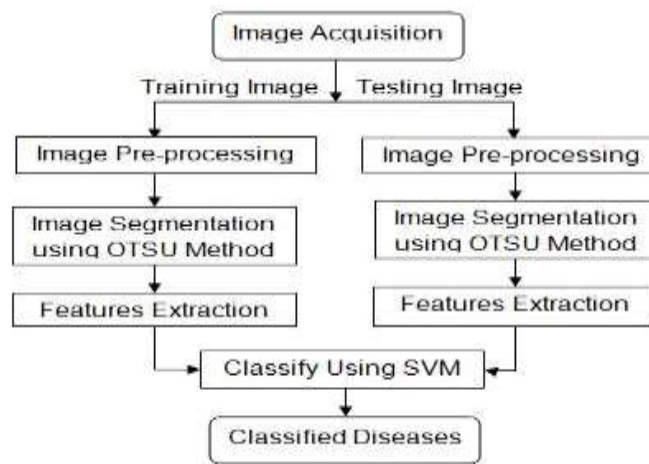 Image Acquisition
Training Image
Testing Image
Image Pre-processing
Image Segmentation
using OTSU Method
Features Extraction
Image Pre-processing
Image Segmentation
using OTSU Method
Features Extraction
Classify Using SVM
Classified Diseases